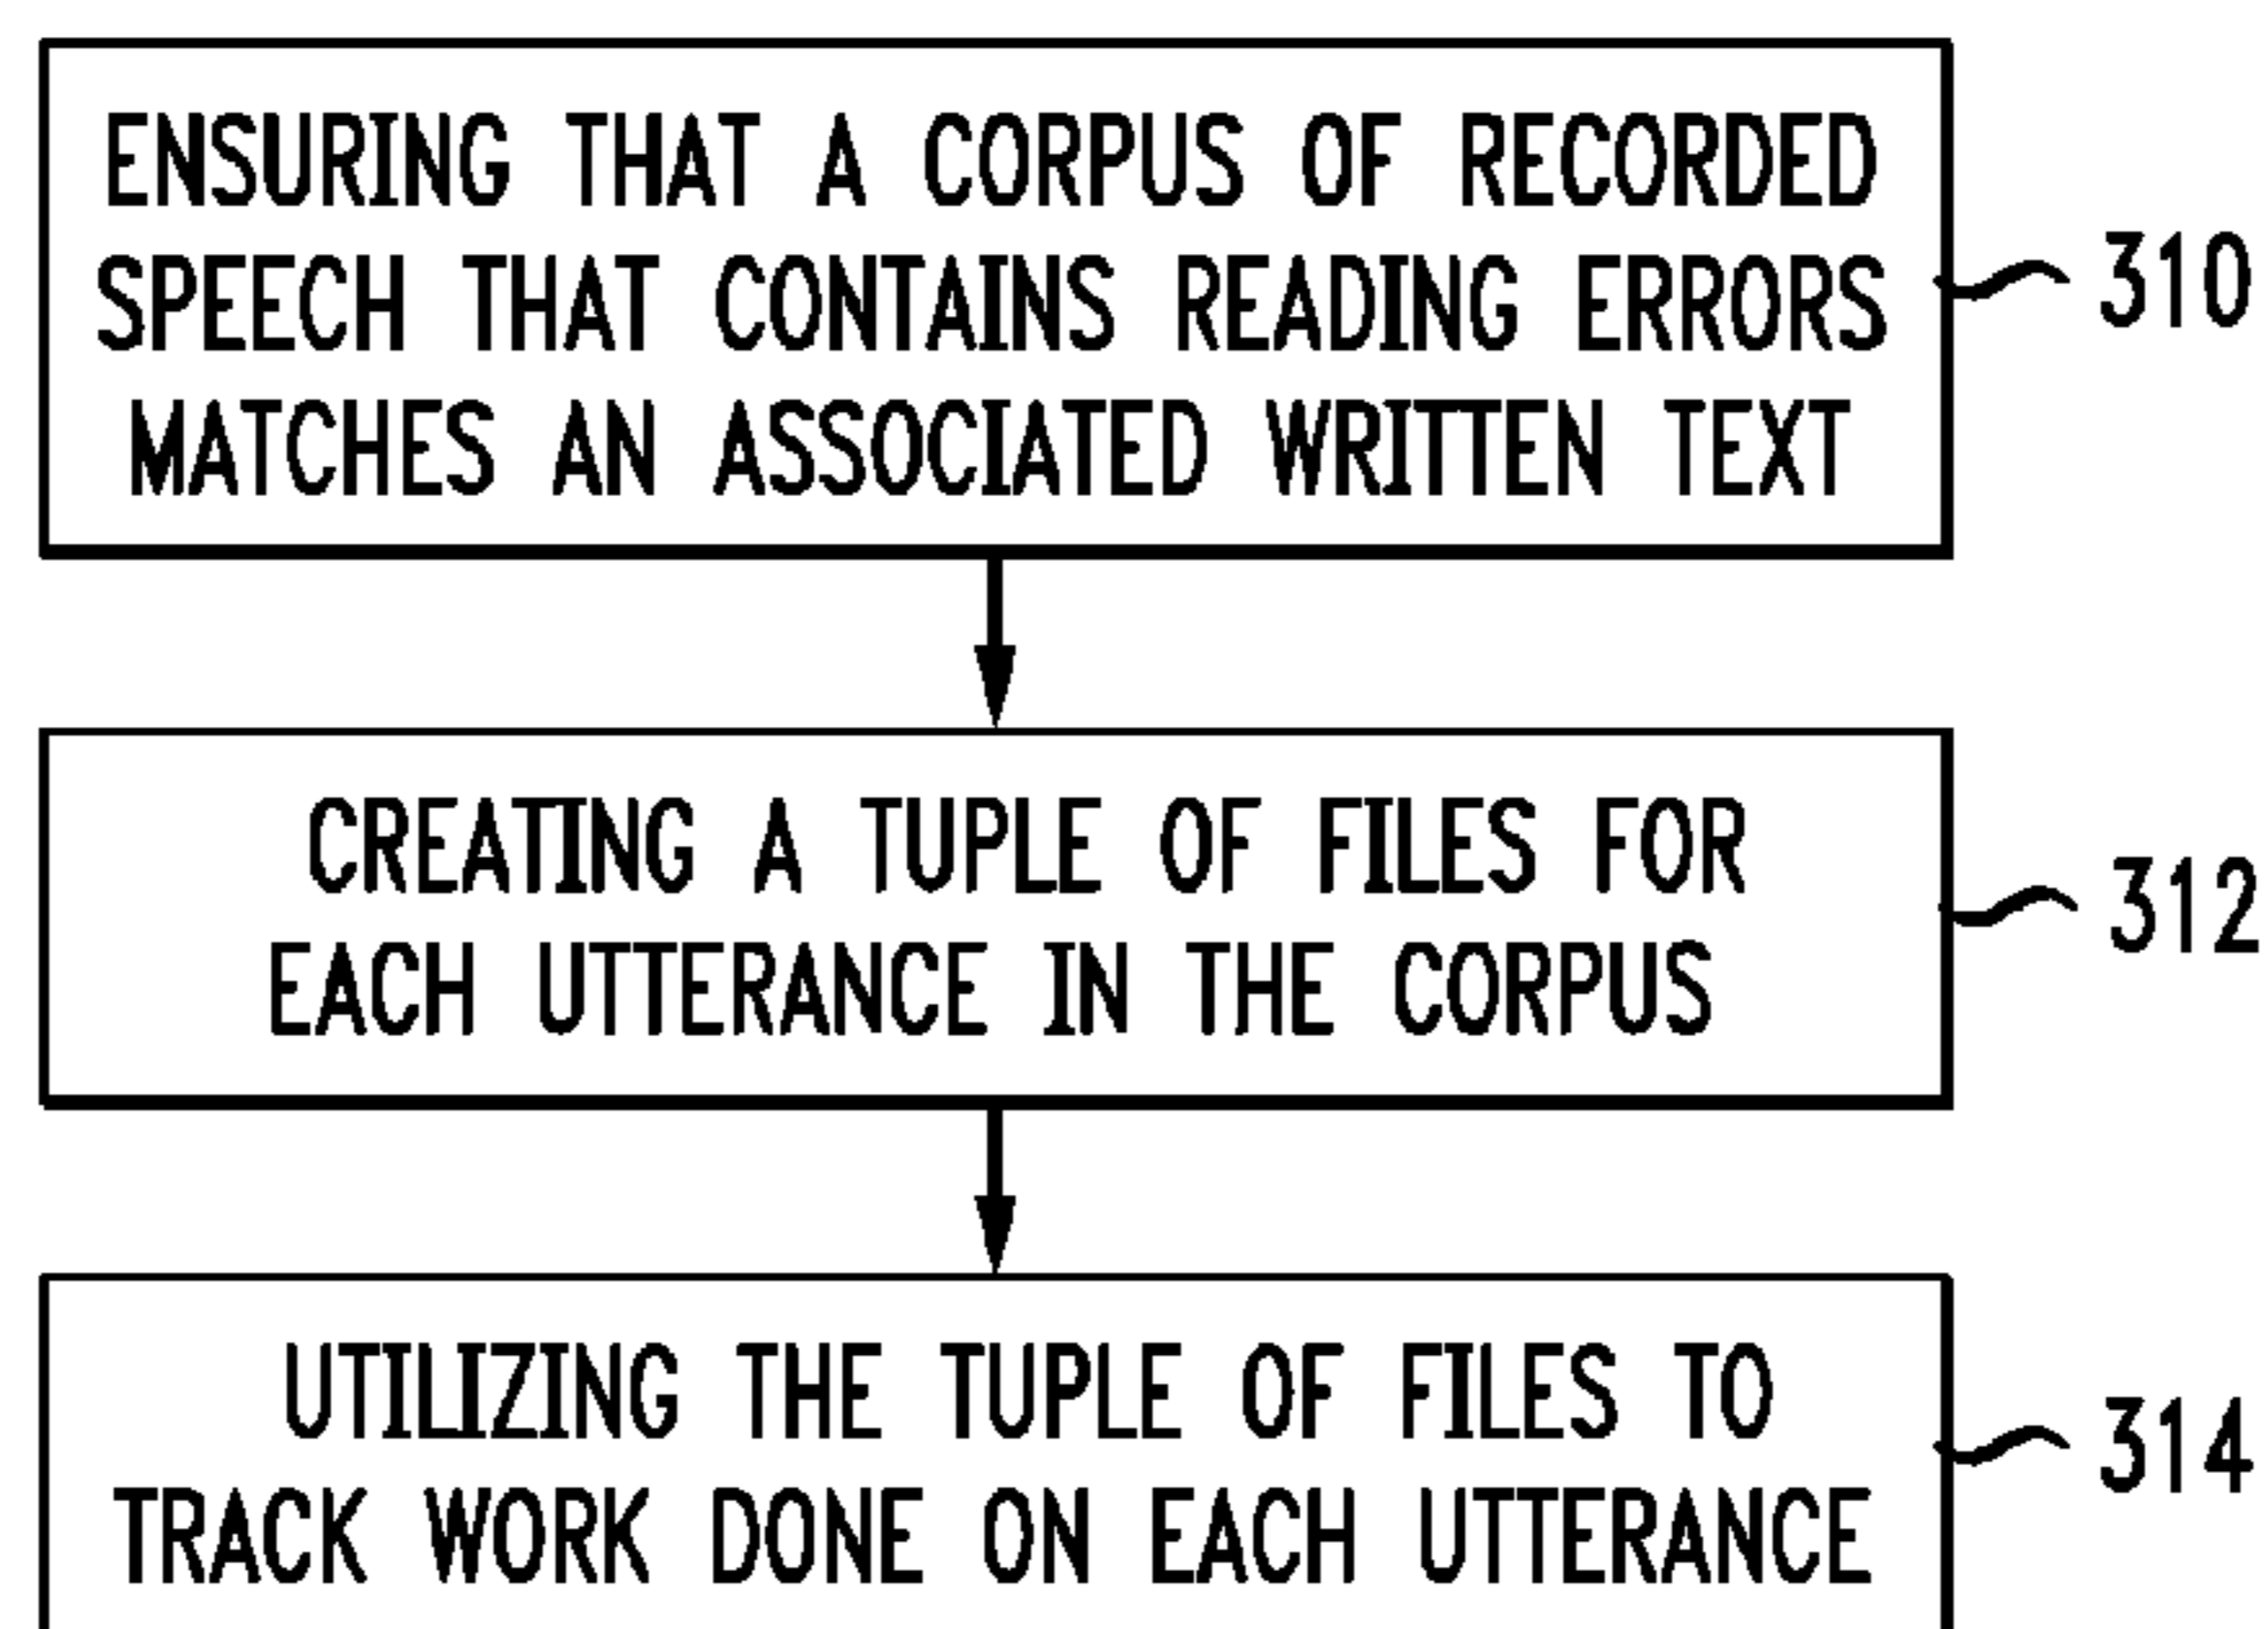 ENSURING THAT A CORPUS OF RECORDED
SPEECH THAT CONTAINS READING ERRORS
MATCHES AN ASSOCIATED WRITTEN TEXT
310
CREATING A TUPLE OF FILES FOR
EACH UTTERANCE IN THE CORPUS
312
UTILIZING THE TUPLE OF FILES TO
TRACK WORK DONE ON EACH UTTERANCE
314